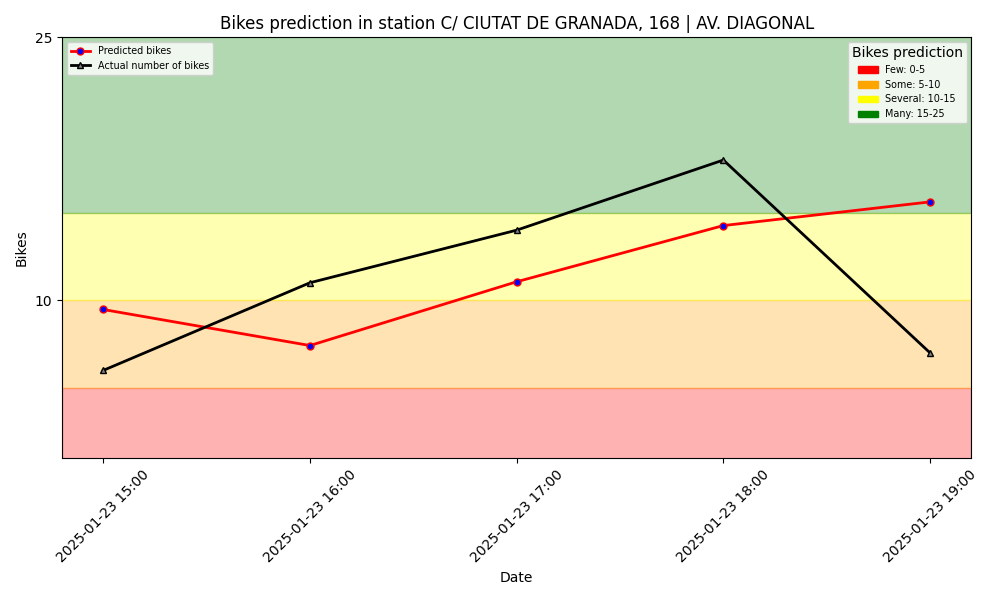 Bikes prediction in station C/ CIUTAT DE GRANADA, 168 | AV. DIAGONAL
25
10
Bikes
Predicted bikes
Actual number of bikes
Bikes prediction
Few: 0-5
Some: 5-10
Several: 10-15
Many: 15-25
2025-01-23 15:00
2025-01-23 16:00
2025-01-23 17:00
2025-01-23 18:00
2025-01-23 19:00
Date